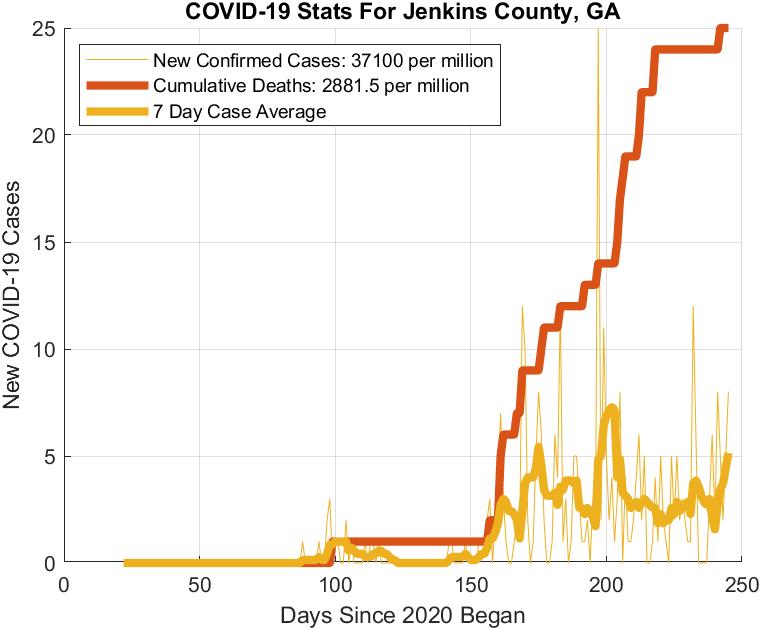 COVID-19 Stats For Jenkins County, GA
New Confirmed Cases: 37100 per million
Cumulative Deaths: 2881.5 per million
7 Day Case Average
New COVID-19 Cases
25
20
15
10
5
0
0 50 100 150 200 250
Days Since 2020 Began